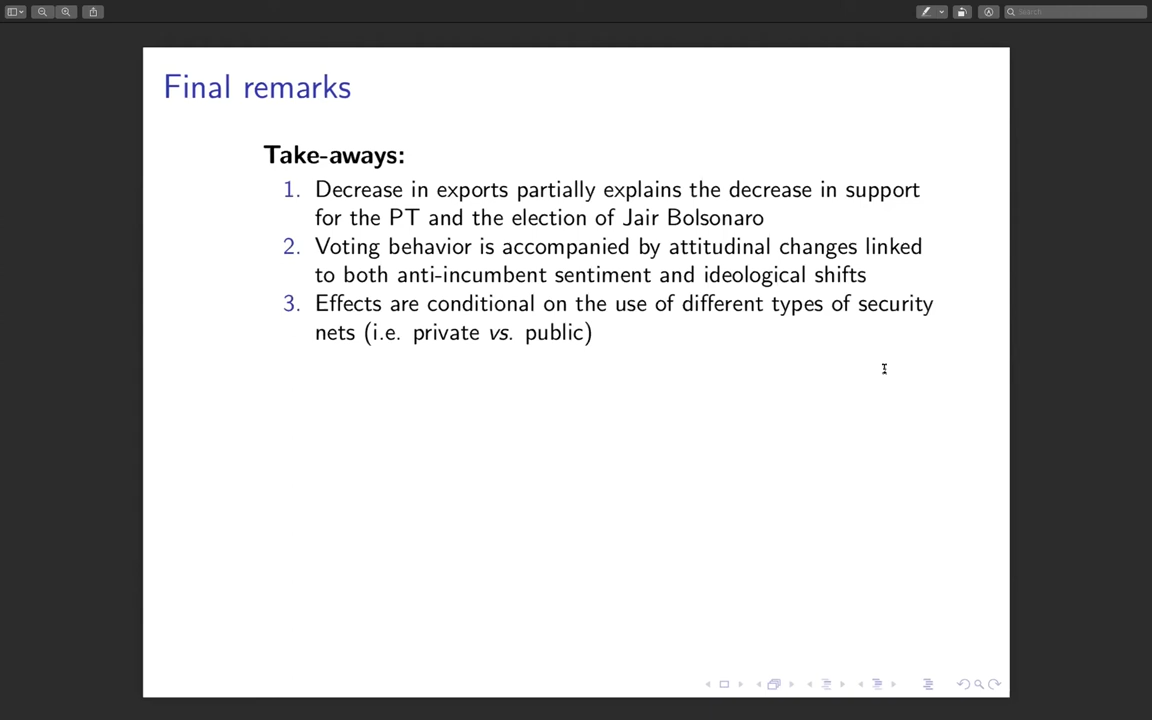 Search
Final remarks
Take-aways:
1. Decrease in exports partially explains the decrease in support
for the PT and the election of Jair Bolsonaro
2. Voting behavior is accompanied by attitudinal changes linked
to both anti-incumbent sentiment and ideological shifts
3. Effects are conditional on the use of different types of security
nets (i.e. private vs. public)